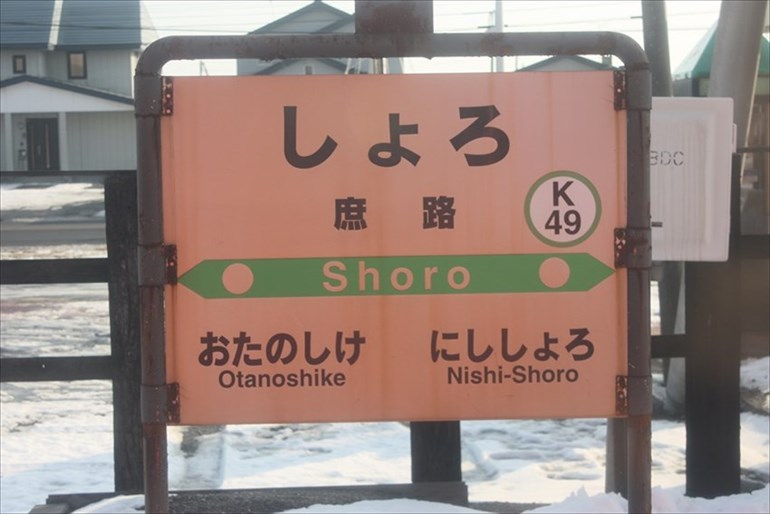 しょろ
庶路
K
49
Shoro
おたのしけ にししょろ
Otanoshike Nishi-Shoro
BDC